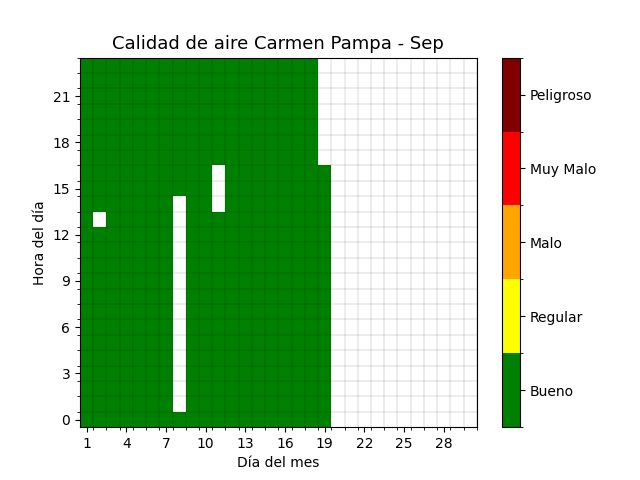 Calidad de aire Carmen Pampa - Sep
21
18
15
12
9
6
3
0
Hora del día
1 4 7 10 13 16 19 22 25 28
Día del mes
Peligroso
Muy Malo
Malo
Regular
Bueno